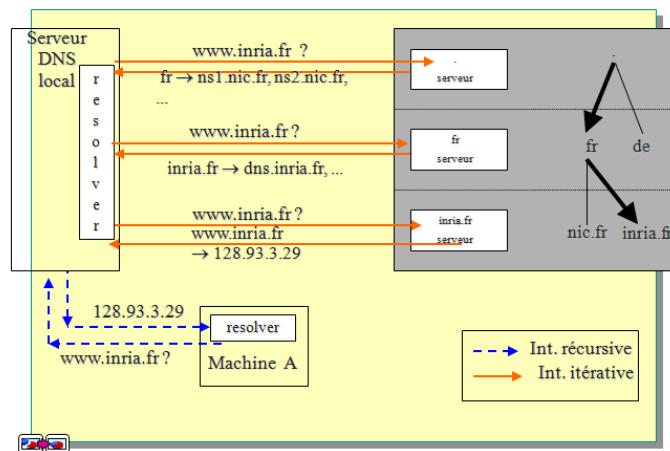 Serveur
DNS
local
resolver
www.inria.fr ?
fr → ns1.nic.fr, ns2.nic.fr,
...
www.inria.fr?
inria.fr → dns.inria.fr, ...
www.inria.fr?
www.inria.fr
→ 128.93.3.29
.
serveur
fr
serveur
inria.fr
serveur
.
fr
de
nic.fr
inria.fr
128.93.3.29
www.inria.fr?
resolver
Machine A
Int. récursive
Int. itérative